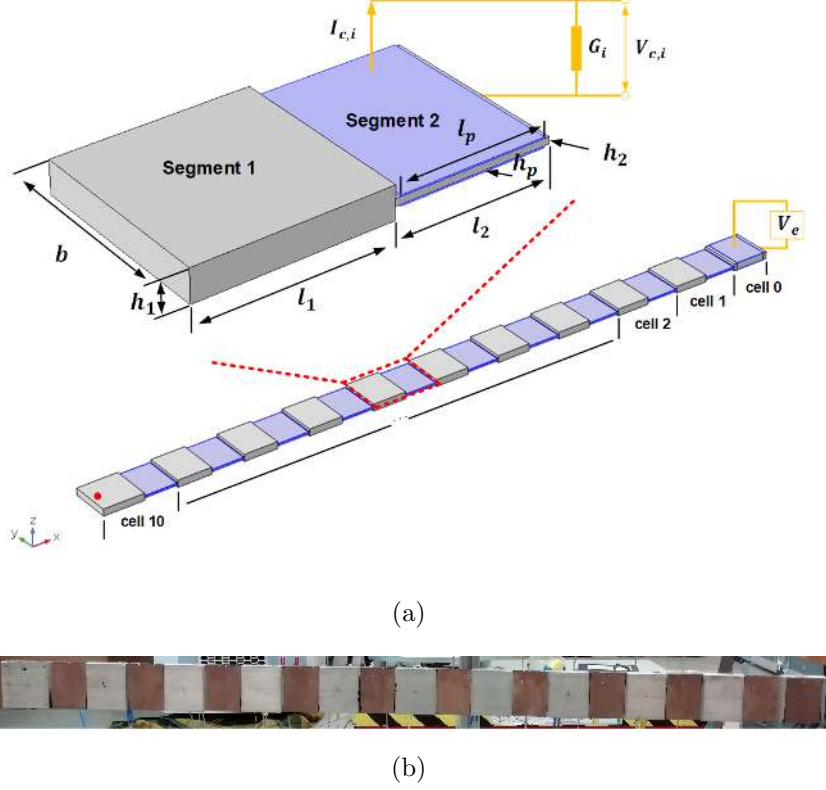 I_{c,i}
G_i
V_{c,i}
Segment 2
l_p
h_2
Segment 1
h_p
b
l_2
h_1
l_1
V_e
cell 0
cell 1
cell 2
...
cell 10
z
y
x
(a)
(b)